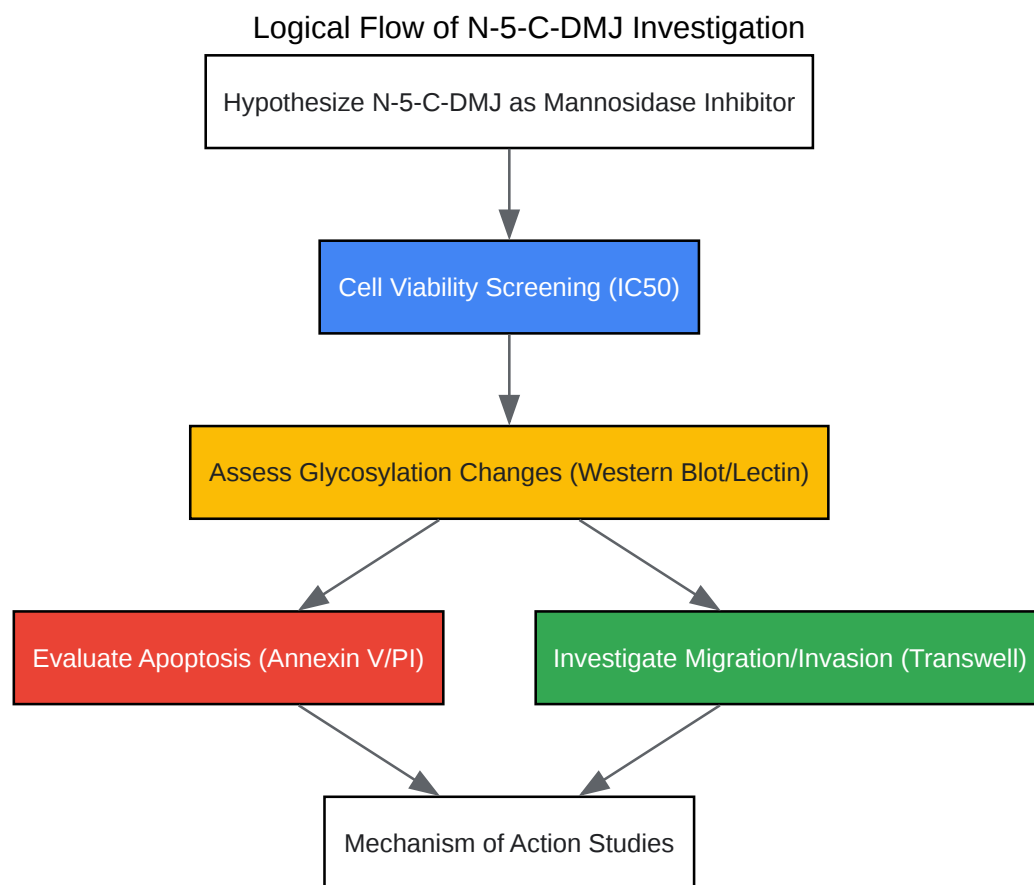 Logical Flow of N-5-C-DMJ Investigation
Hypothesize N-5-C-DMJ as Mannosidase Inhibitor
Cell Viability Screening (IC50)
Assess Glycosylation Changes (Western Blot/Lectin)
Evaluate Apoptosis (Annexin V/PI)
Investigate Migration/Invasion (Transwell)
Mechanism of Action Studies